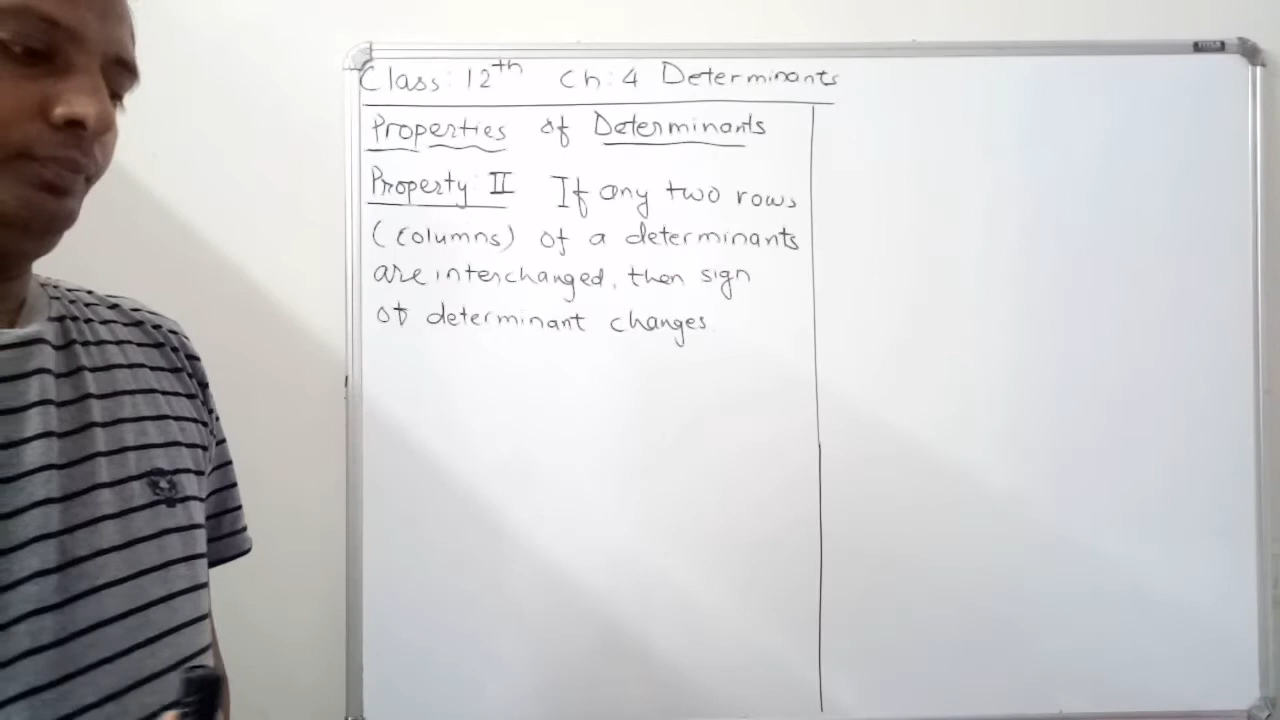 Class: 12th Ch: 4 Determinants
Properties of Determinants
Property: II If any two rows
(columns) of a determinants
are interchanged, then sign
of determinant changes.